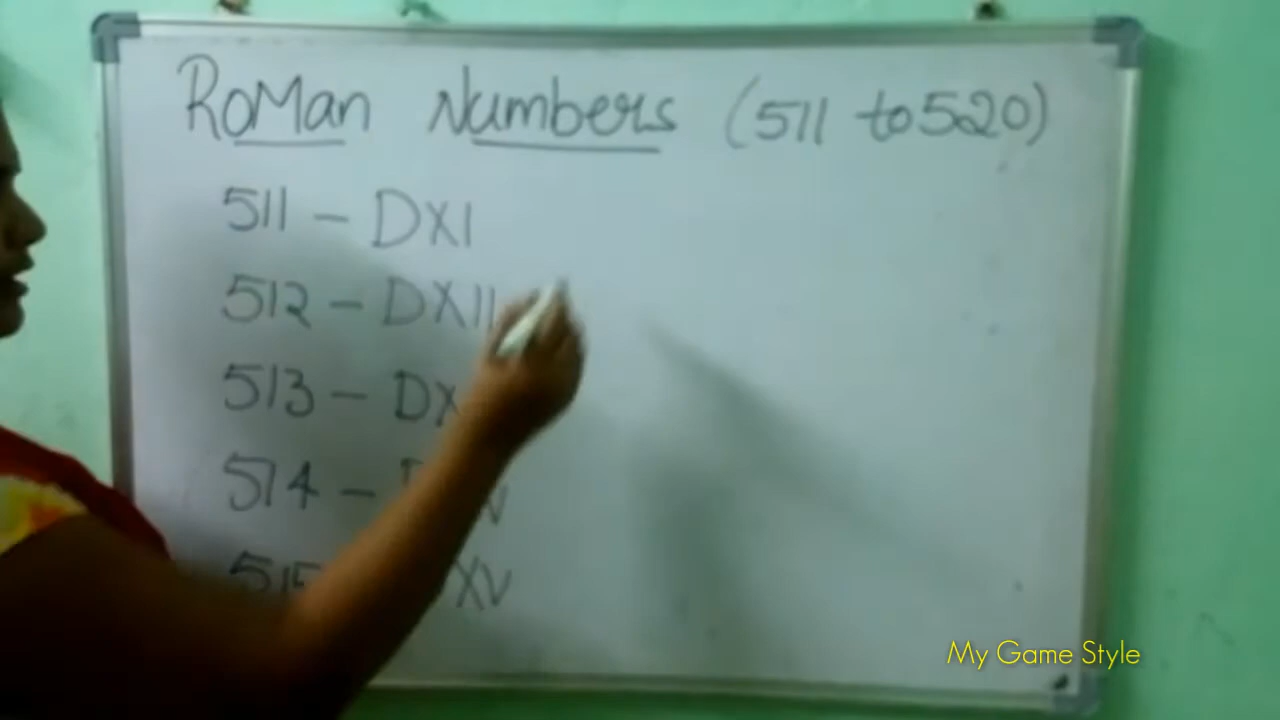 RoMan Numbers (511 to 520)
511 - DXI
512 - DXII
513 - DX
514 -
515 XV
My Game Style